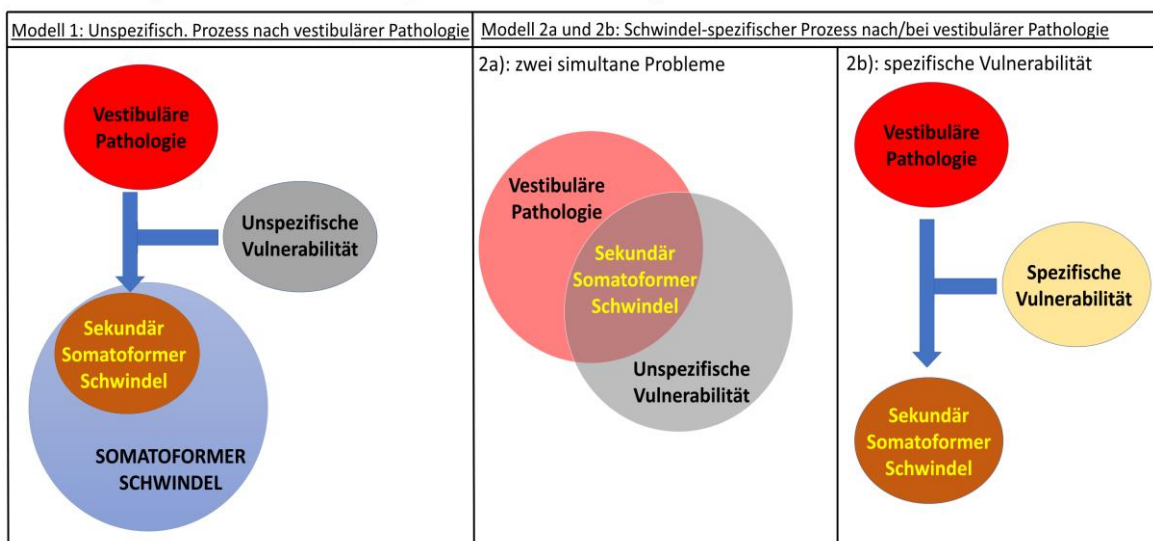 Modell 1: Unspezifisch. Prozess nach vestibulärer Pathologie
Vestibuläre
Pathologie
Unspezifische
Vulnerabilität
Sekundär
Somatoformer
Schwindel
SOMATOFORMER
SCHWINDEL
Modell 2a und 2b: Schwindel-spezifischer Prozess nach/bei vestibulärer Pathologie
2a): zwei simultane Probleme
Vestibuläre
Pathologie
Sekundär
Somatoformer
Schwindel
Unspezifische
Vulnerabilität
2b): spezifische Vulnerabilität
Vestibuläre
Pathologie
Spezifische
Vulnerabilität
Sekundär
Somatoformer
Schwindel